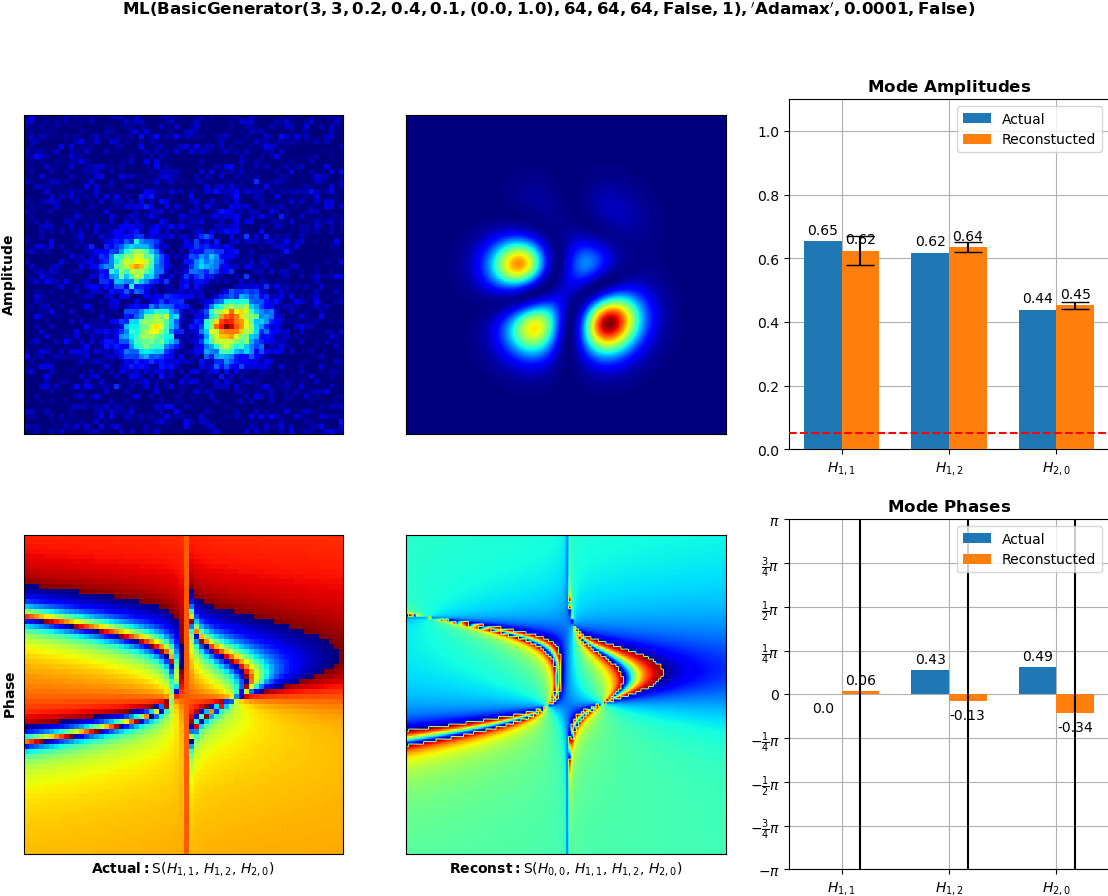 ML(BasicGenerator(3, 3, 0.2, 0.4, 0.1, (0.0, 1.0), 64, 64, 64, False, 1), ′Adamax′, 0.0001, False)
Amplitude
Mode Amplitudes
Actual
Reconstucted
1.0
0.8
0.6
0.4
0.2
0.0
0.65
0.62
0.62
0.64
0.44
0.45
H1,1
H1,2
H2,0
Phase
Actual: S(H1,1, H1,2, H2,0)
Reconst: S(H0,0, H1,1, H1,2, H2,0)
Mode Phases
Actual
Reconstucted
π
3/4π
1/2π
1/4π
0
−1/4π
−1/2π
−3/4π
−π
0.0
0.06
0.43
-0.13
0.49
-0.34
H1,1
H1,2
H2,0